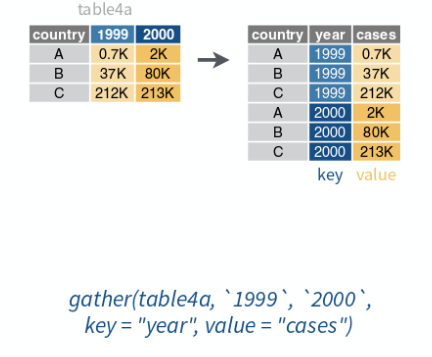 table4a
country 1999 2000
A 0.7K 2K
B 37K 80K
C 212K 213K
country year cases
A 1999 0.7K
B 1999 37K
C 1999 212K
A 2000 2K
B 2000 80K
C 2000 213K
key value
gather(table4a, `1999`, `2000`,
key = "year", value = "cases")